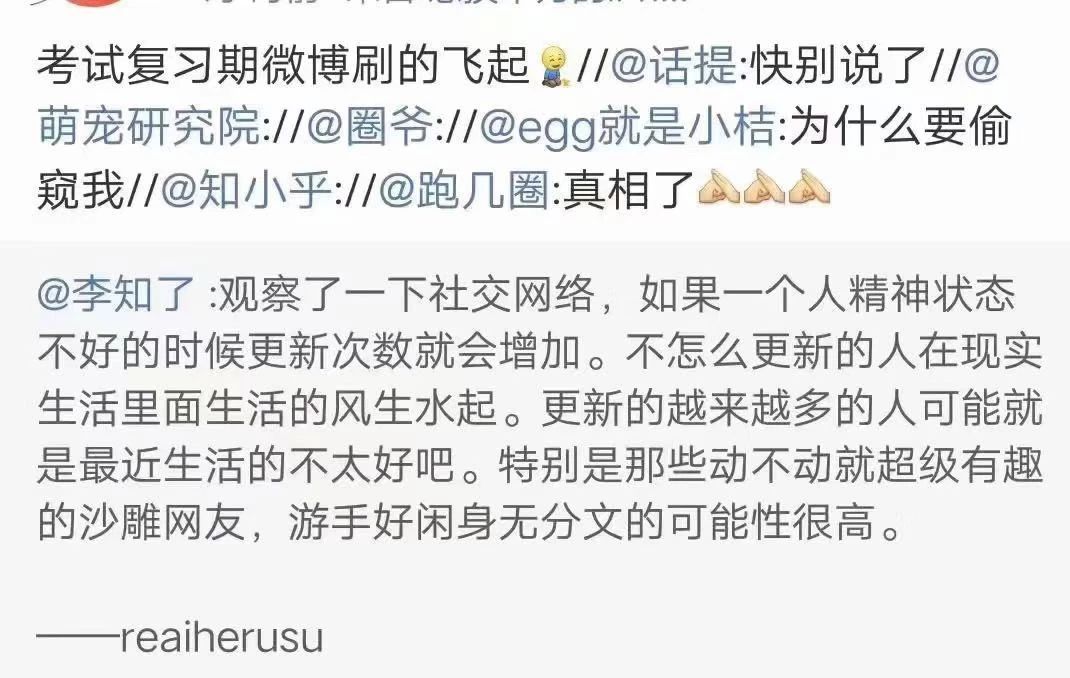 考试复习期微博刷的飞起//@话提:快别说了//@
萌宠研究院://@圈爷://@egg就是小桔:为什么要偷
窥我//@知小乎://@跑几圈:真相了
@李知了 :观察了一下社交网络，如果一个人精神状态
不好的时候更新次数就会增加。不怎么更新的人在现实
生活里面生活的风生水起。更新的越来越多的人可能就
是最近生活的不太好吧。特别是那些动不动就超级有趣
的沙雕网友，游手好闲身无分文的可能性很高。
——reaiherusu